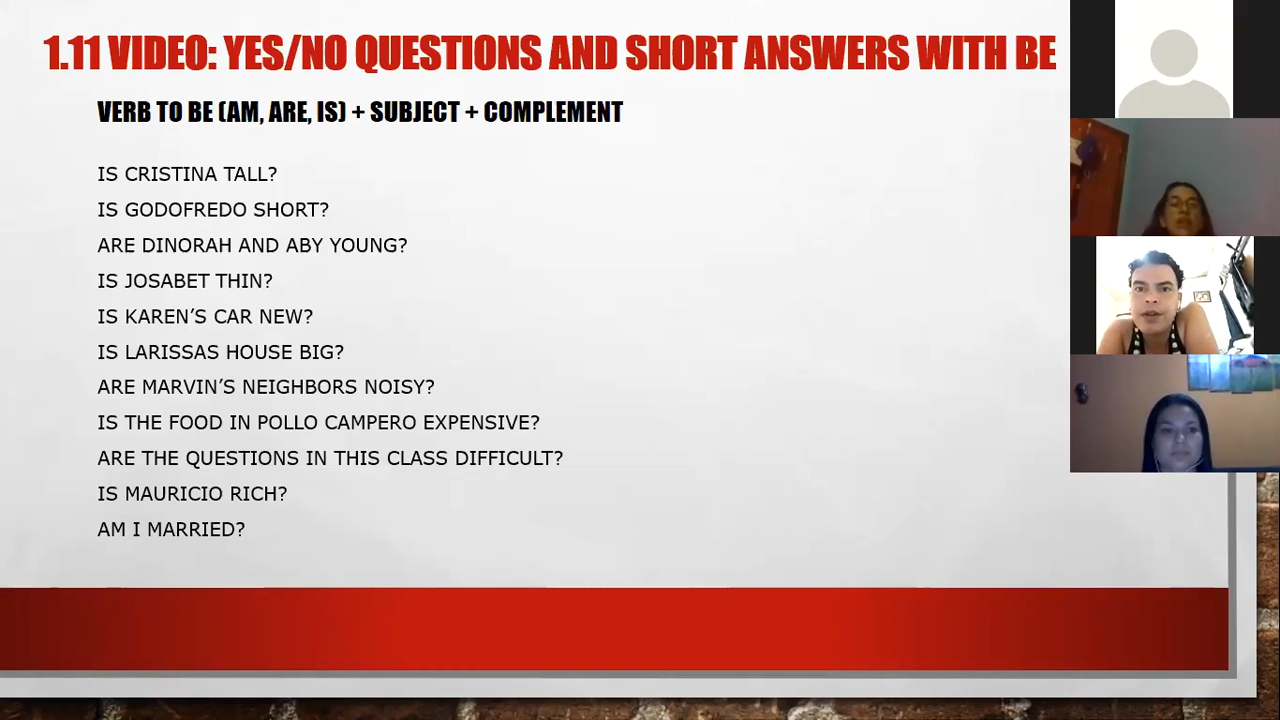 1.11 VIDEO: YES/NO QUESTIONS AND SHORT ANSWERS WITH BE
VERB TO BE (AM, ARE, IS) + SUBJECT + COMPLEMENT
IS CRISTINA TALL?
IS GODOFREDO SHORT?
ARE DINORAH AND ABY YOUNG?
IS JOSABET THIN?
IS KAREN’S CAR NEW?
IS LARISSAS HOUSE BIG?
ARE MARVIN’S NEIGHBORS NOISY?
IS THE FOOD IN POLLO CAMPERO EXPENSIVE?
ARE THE QUESTIONS IN THIS CLASS DIFFICULT?
IS MAURICIO RICH?
AM I MARRIED?